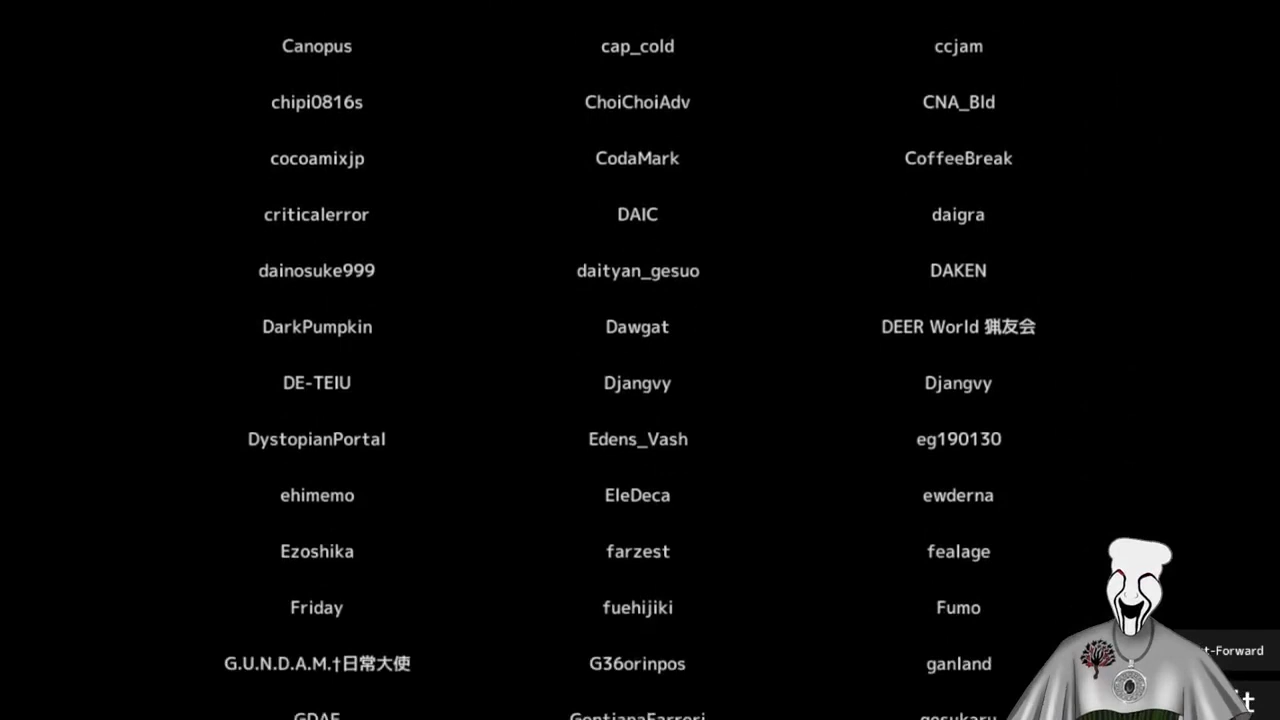 Canopus cap_cold ccjam
chipi0816s ChoiChoiAdv CNA_Bld
cocoamixjp CodaMark CoffeeBreak
criticalerror DAIC daigra
dainosuke999 daityan_gesuo DAKEN
DarkPumpkin Dawgat DEER World 猟友会
DE-TEIU Djangvy Djangvy
DystopianPortal Edens_Vash eg190130
ehimemo EleDeca ewderna
Ezoshika farzest fealage
Friday fuehijiki Fumo
G.U.N.D.A.M.†日常大使 G36orinpos ganland
t-Forward
it